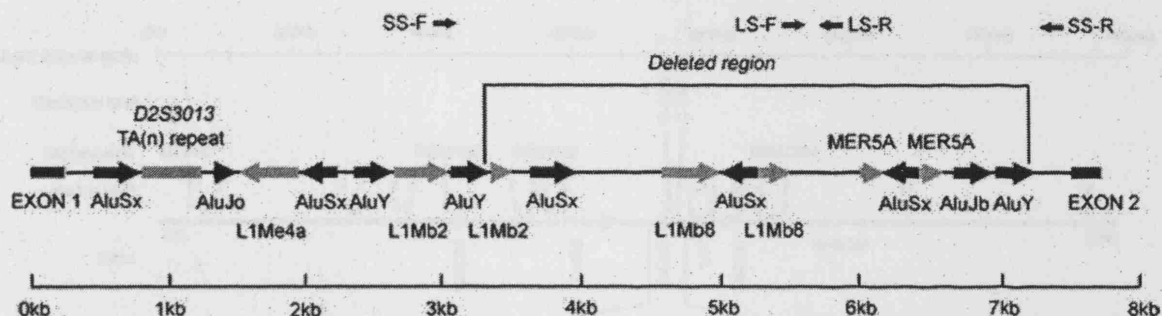 SS-F
LS-F
LS-R
SS-R
Deleted region
D2S3013
TA(n) repeat
MER5A
MER5A
EXON 1
AluSx
AluJo
AluSx
AluY
AluY
AluSx
AluSx
AluSx
AluJb
AluY
EXON 2
L1Me4a
L1Mb2
L1Mb2
L1Mb8
L1Mb8
0kb
1kb
2kb
3kb
4kb
5kb
6kb
7kb
8kb